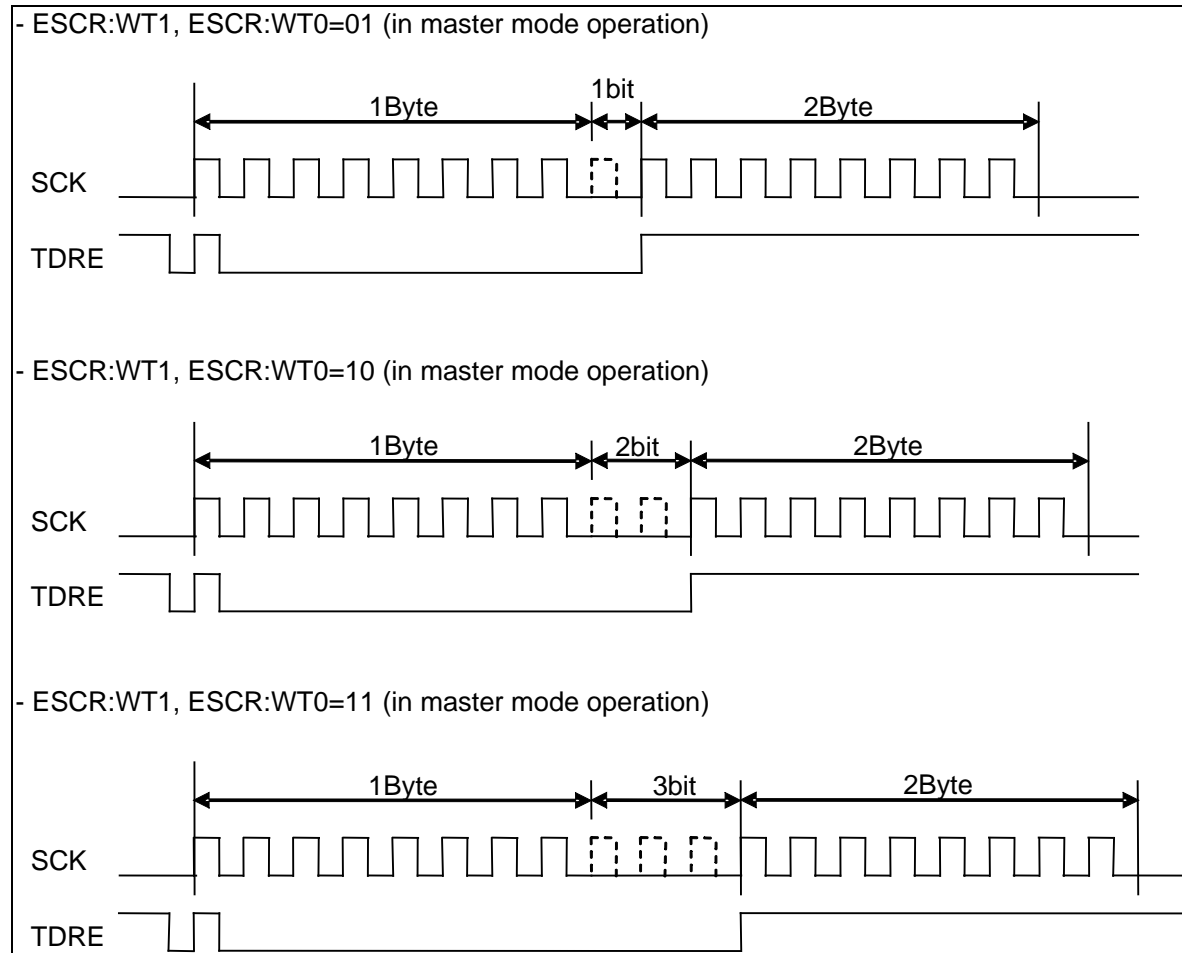 - ESCR:WT1, ESCR:WT0=01 (in master mode operation)
1Byte 1bit 2Byte
SCK
TDRE
- ESCR:WT1, ESCR:WT0=10 (in master mode operation)
1Byte 2bit 2Byte
SCK
TDRE
- ESCR:WT1, ESCR:WT0=11 (in master mode operation)
1Byte 3bit 2Byte
SCK
TDRE